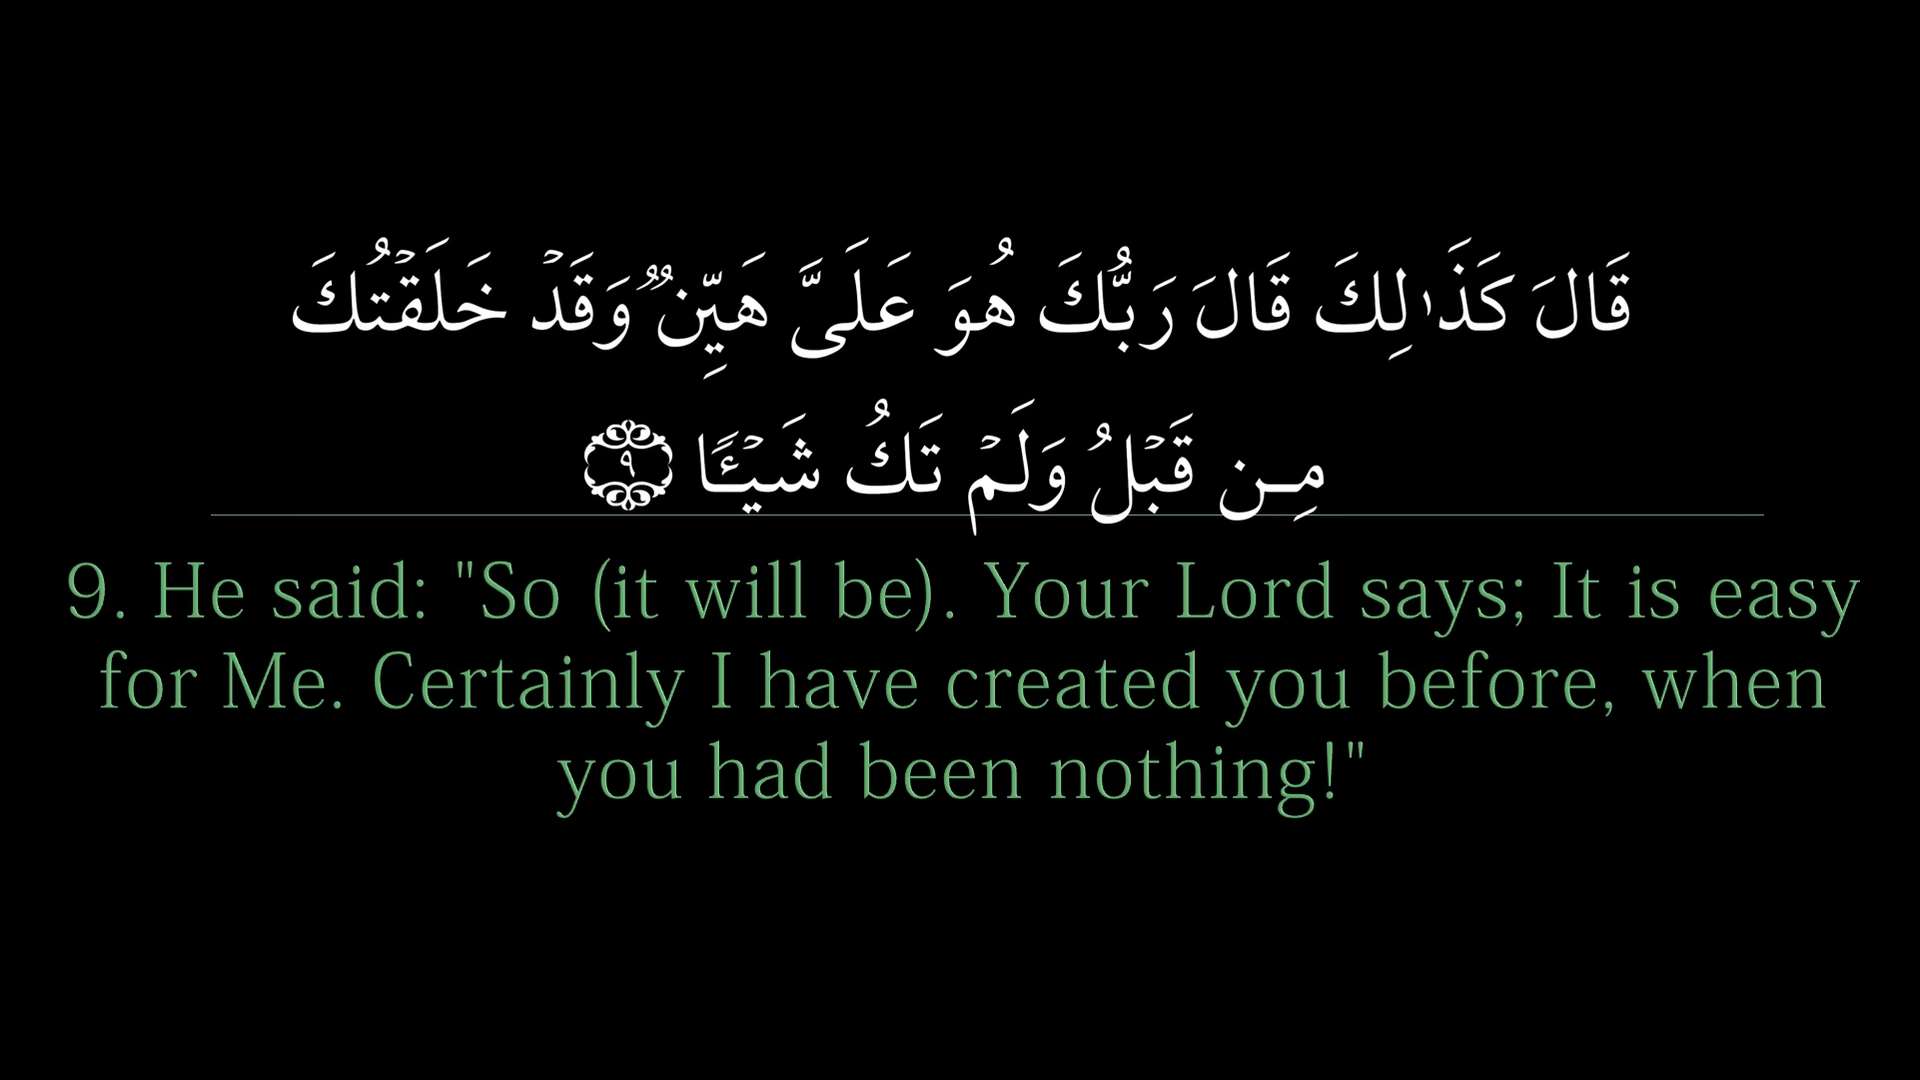 قَالَ كَذَٰلِكَ قَالَ رَبُّكَ هُوَ عَلَىَّ هَيِّنٌ وَقَدْ خَلَقْتُكَ
مِن قَبْلُ وَلَمْ تَكُ شَيْـًٔا ٩
9. He said: "So (it will be). Your Lord says; It is easy
for Me. Certainly I have created you before, when
you had been nothing!"